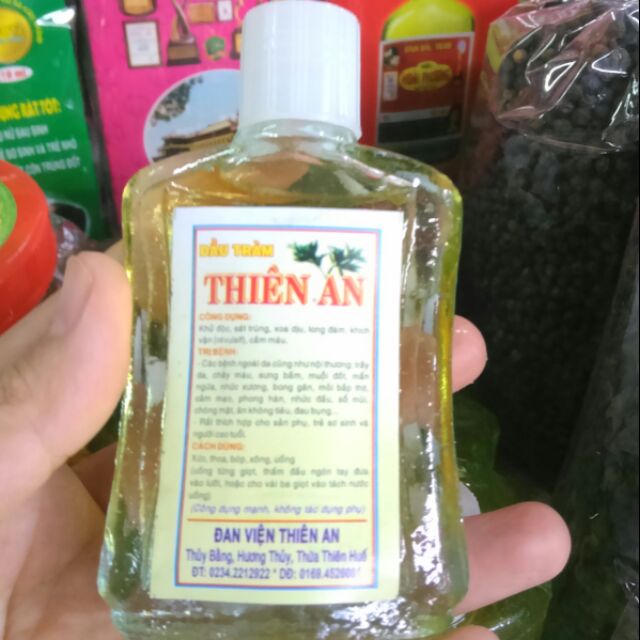 DẦU TRÀM
THIÊN AN
CÔNG DỤNG:
Khử độc, sát trùng, xoa dịu, long đàm, khích
vận (révulsif), cầm máu.
TRỊ BỆNH:
- Các bệnh ngoài da cũng như nội thương: trầy
da, chảy máu, sưng bầm, muỗi đốt, mẩn
ngứa, nhức xương, bong gân, mỏi bắp thịt,
cảm mạo, phong hàn, nhức đầu, sổ mũi,
chóng mặt, ăn không tiêu, đau bụng...
Rất thích hợp cho sản phụ, trẻ sơ sinh và
người cao tuổi.
CÁCH DÙNG:
Xức, thoa, bóp, xông, uống
(uống từng giọt, thấm đầu ngón tay đưa
vào lưỡi, hoặc cho vài ba giọt vào tách nước
uống)
(Công dụng mạnh, không tác dụng phụ)
ĐAN VIỆN THIÊN AN
Thủy Bằng, Hương Thủy, Thừa Thiên Huế
ĐT: 0234.2212922 * DĐ: